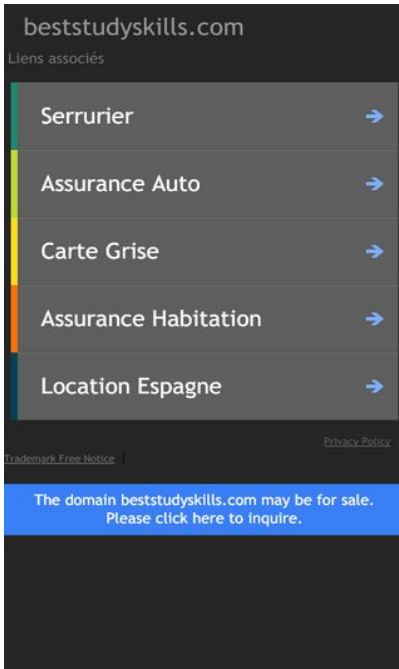 beststudyskills.com
Liens associés
Serrurier
Assurance Auto
Carte Grise
Assurance Habitation
Location Espagne
Privacy Policy
Trademark Free Notice
The domain beststudyskills.com may be for sale.
Please click here to inquire.